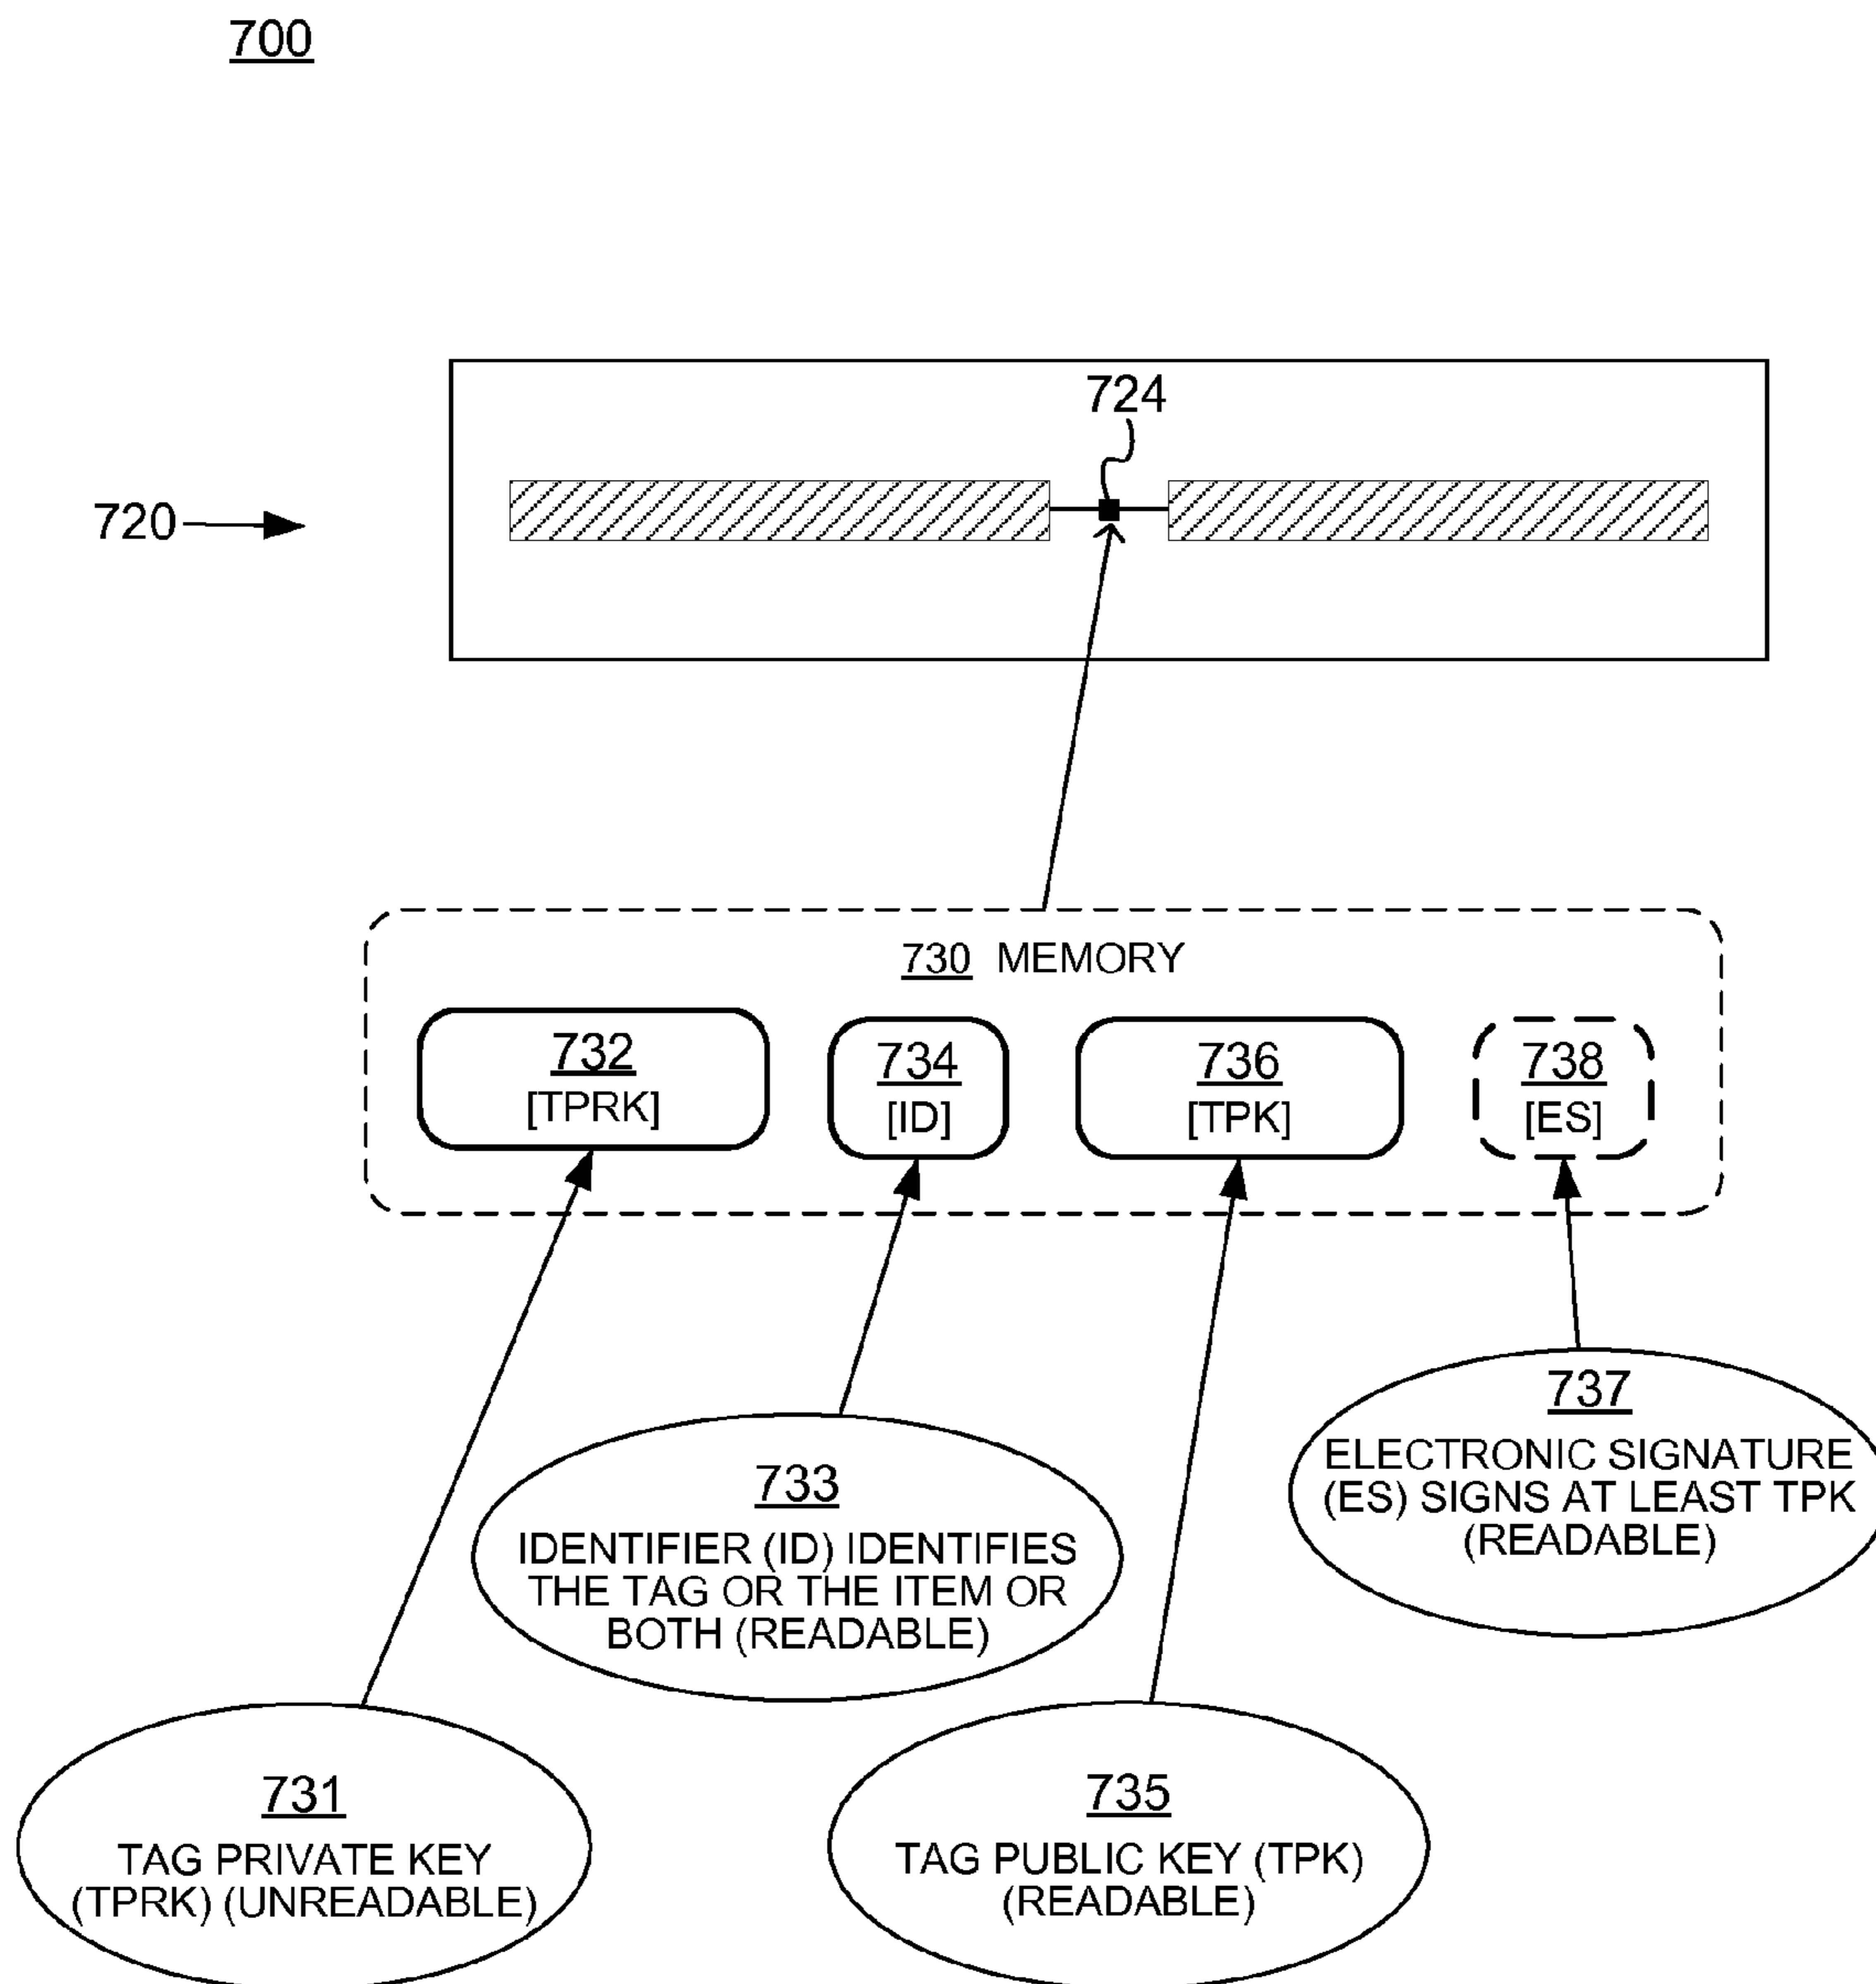 700
724
720
730 MEMORY
732
[TPRK]
734
[ID]
736
[TPK]
738
[ES]
737
ELECTRONIC SIGNATURE
(ES) SIGNS AT LEAST TPK
(READABLE)
733
IDENTIFIER (ID) IDENTIFIES
THE TAG OR THE ITEM OR
BOTH (READABLE)
731
TAG PRIVATE KEY
(TPRK) (UNREADABLE)
735
TAG PUBLIC KEY (TPK)
(READABLE)